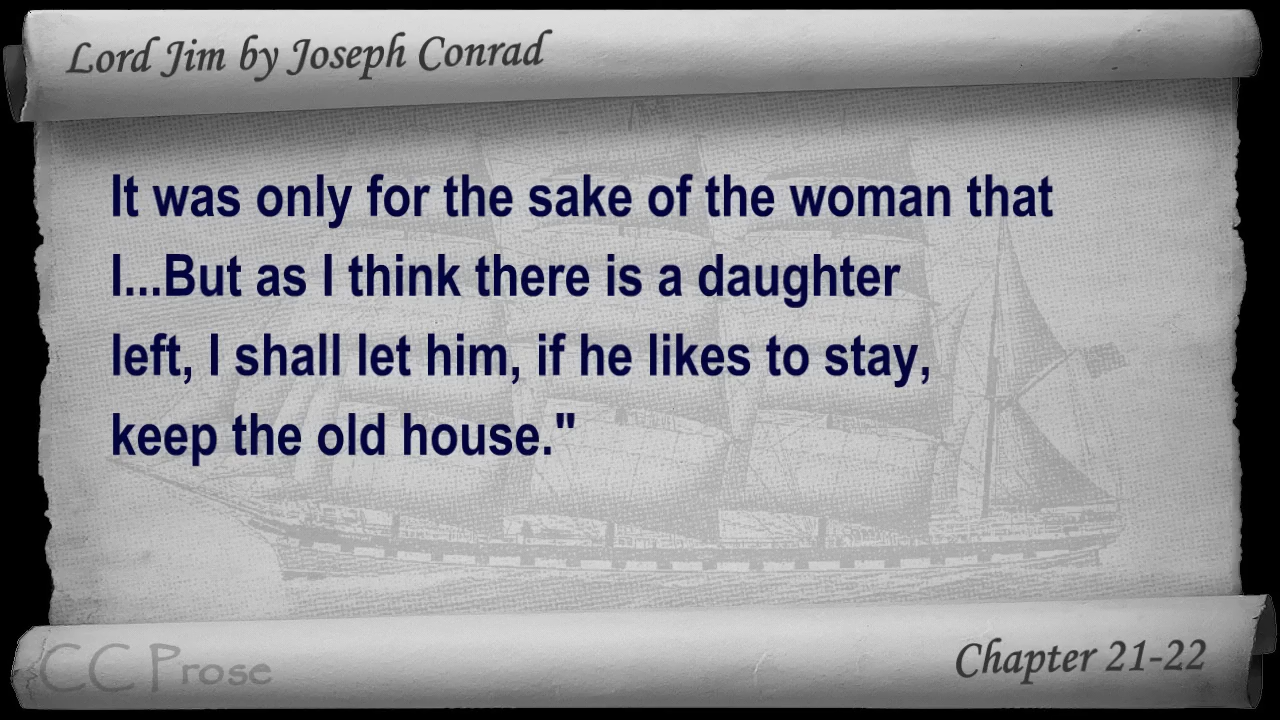 Lord Jim by Joseph Conrad
It was only for the sake of the woman that
I...But as I think there is a daughter
left, I shall let him, if he likes to stay,
keep the old house."
CC Prose
Chapter 21-22